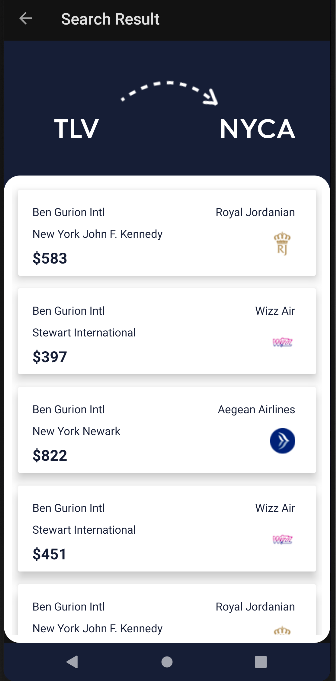 Search Result
TLV NYCA
Ben Gurion Intl Royal Jordanian
New York John F. Kennedy
RJ
$583
Ben Gurion Intl Wizz Air
Stewart International
$397
Ben Gurion Intl Aegean Airlines
New York Newark
$822
Ben Gurion Intl Wizz Air
Stewart International
$451
Ben Gurion Intl Royal Jordanian
New York John F. Kennedy